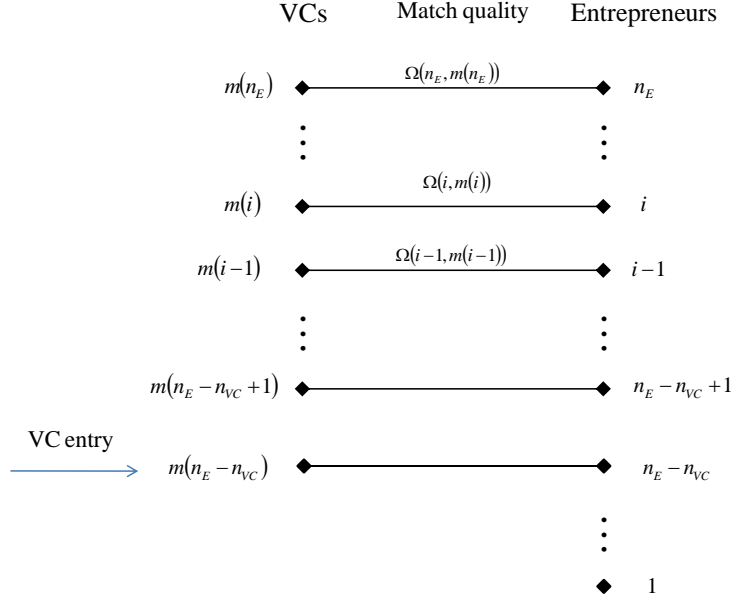 VCs Match quality Entrepreneurs
m(n_E) Ω(n_E, m(n_E)) n_E
m(i) Ω(i, m(i)) i
m(i−1) Ω(i−1, m(i−1)) i−1
m(n_E − n_VC + 1) n_E − n_VC + 1
VC entry
m(n_E − n_VC) n_E − n_VC
1